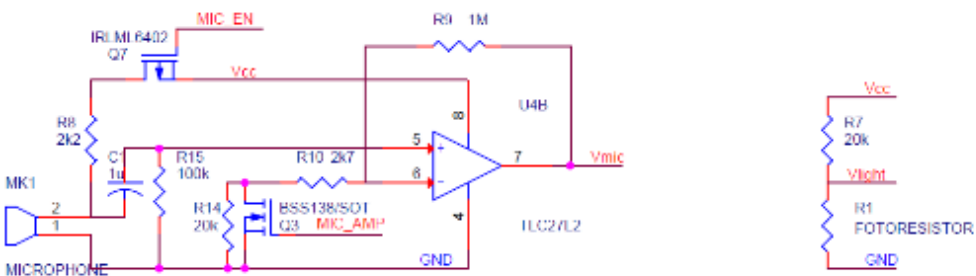 MIC_EN
R9 1M
IRLML6402
Q7
Vcc
Vcc
U4B
8
R8
2k2
R7
20k
C1
1u
R15
100k
5
+
R10 2k7
7
Vmic
Vlight
MK1
6
-
2
1
R14
20k
BSS138/SOT
Q3
MIC_AMP
4
TLC27L2
R1
FOTORESISTOR
GND
GND
MICROPHONE